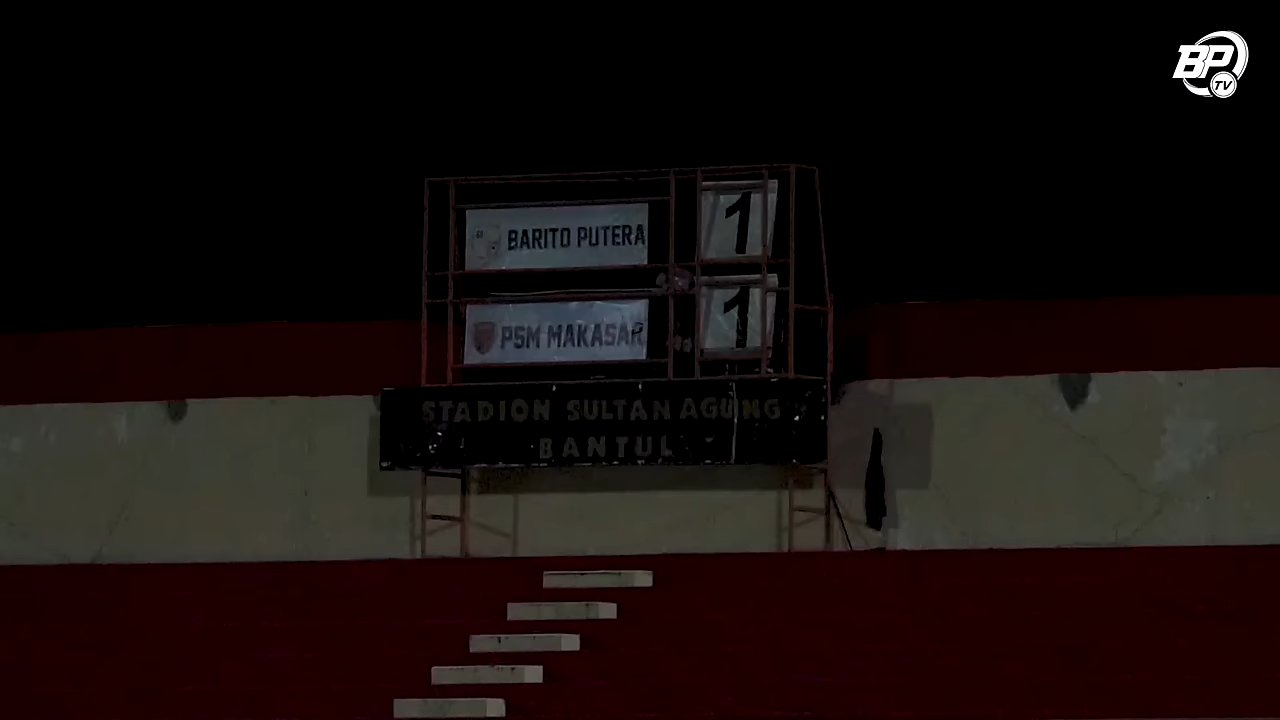 BP
TV
BARITO PUTERA
1
PSM MAKASAR
1
STADION SULTAN AGUNG
BANTUL